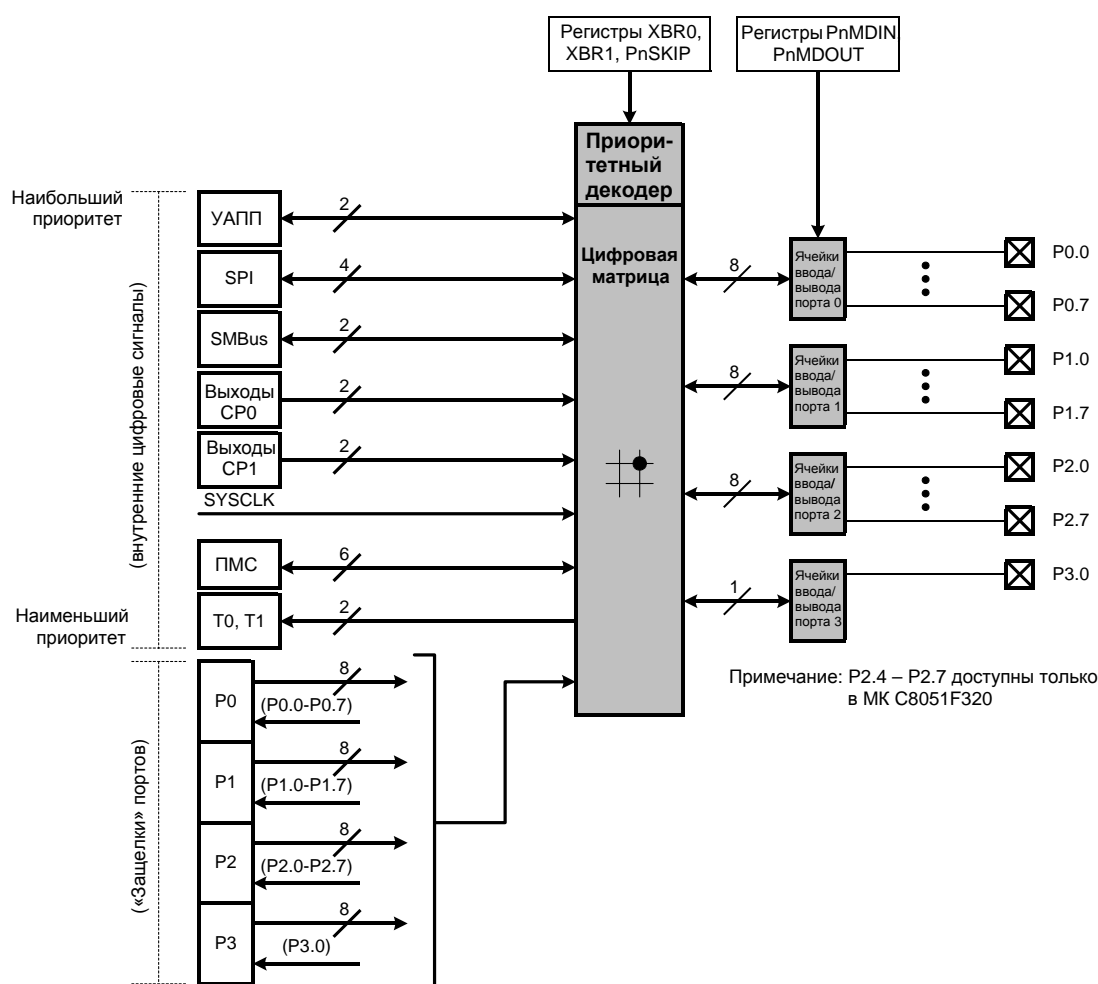 Регистры XBR0,
XBR1, PnSKIP
Регистры PnMDIN
PnMDOUT
Приори-
тетный
декодер
Цифровая
матрица
Наибольший
приоритет
(внутренние цифровые сигналы)
Наименьший
приоритет
УАПП
2
SPI
4
SMBus
2
Выходы
CP0
2
Выходы
CP1
2
SYSCLK
ПМС
6
T0, T1
2
(«Защелки» портов)
P0
8
(P0.0-P0.7)
P1
8
(P1.0-P1.7)
P2
8
(P2.0-P2.7)
P3
8
(P3.0)
8
Ячейки
ввода/
вывода
порта 0
P0.0
P0.7
8
Ячейки
ввода/
вывода
порта 1
P1.0
P1.7
8
Ячейки
ввода/
вывода
порта 2
P2.0
P2.7
1
Ячейки
ввода/
вывода
порта 3
P3.0
Примечание: P2.4 – P2.7 доступны только
в МК C8051F320